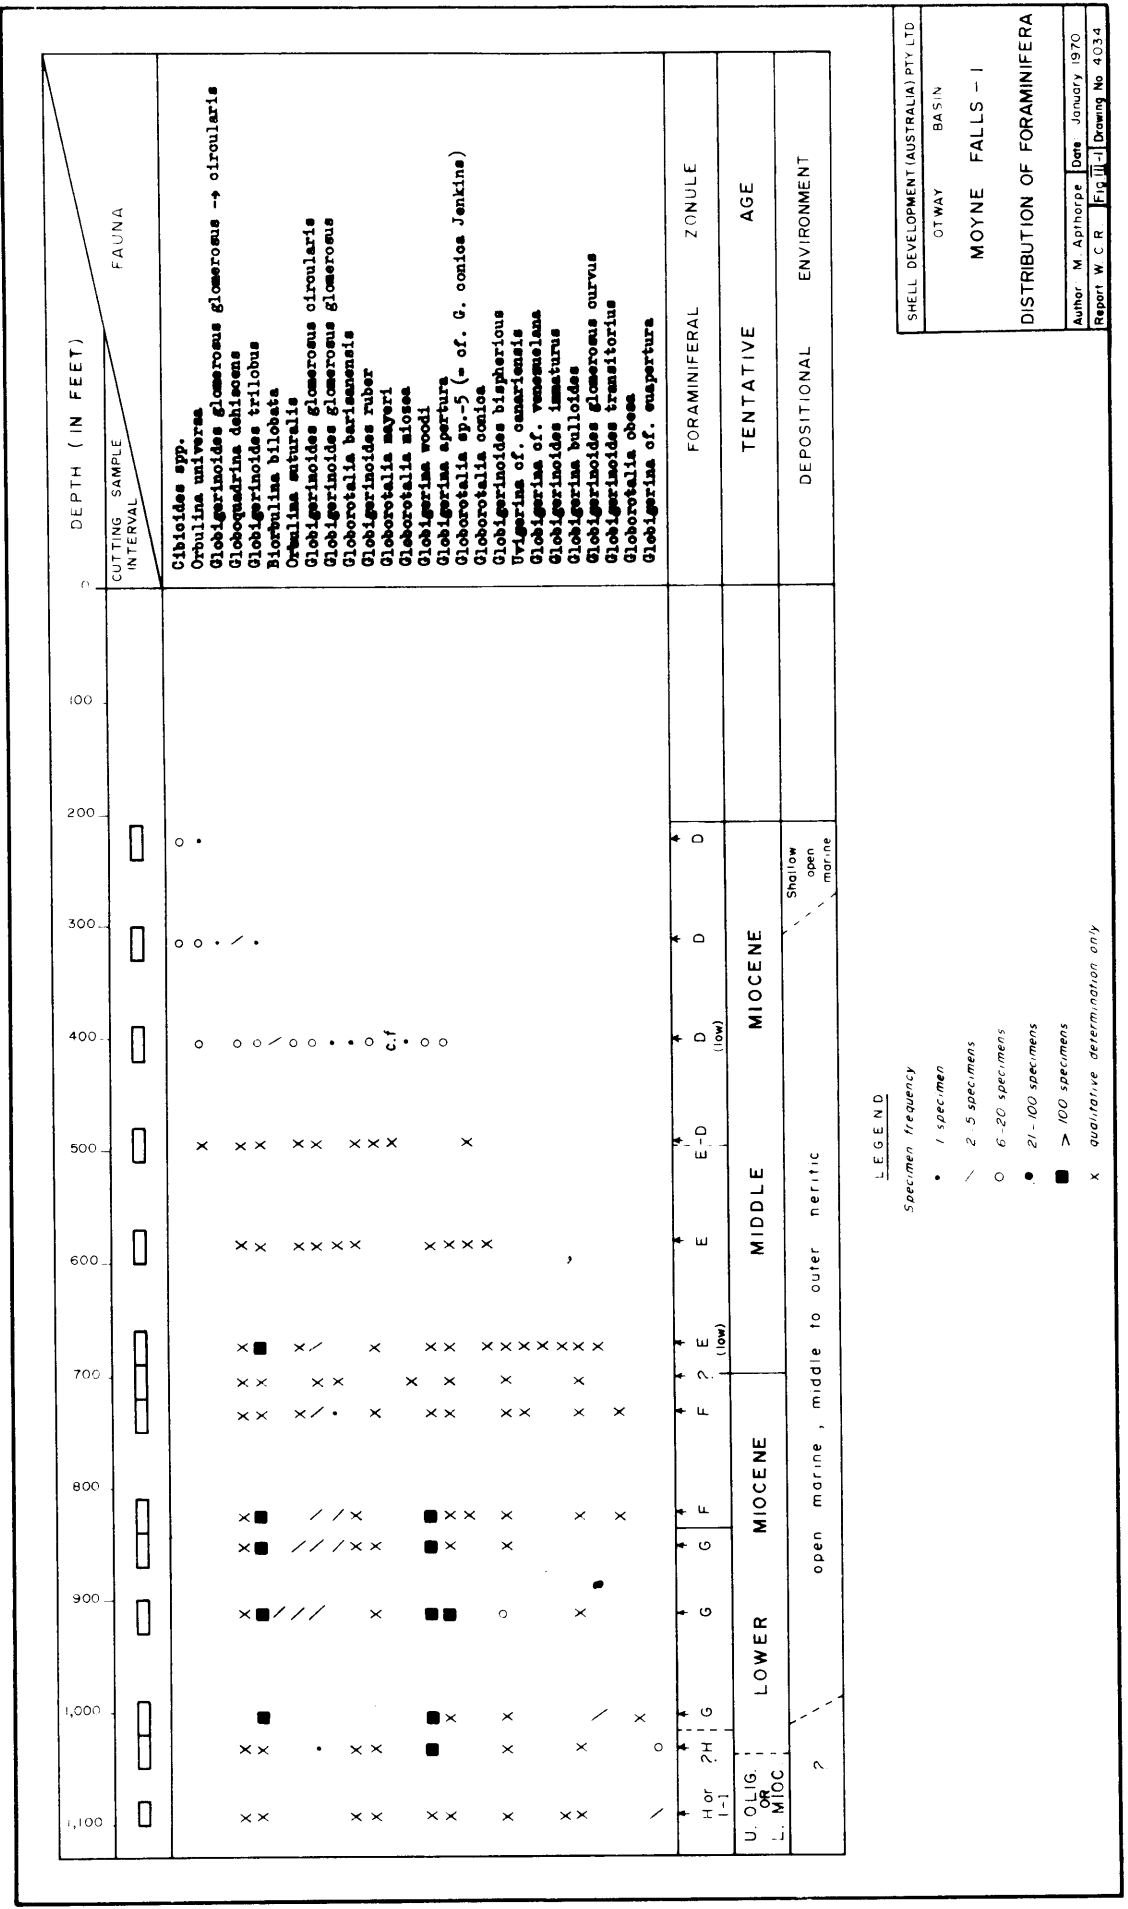 DEPTH ( IN FEET)
0
100
200
300
400
500
600
700
800
900
1,000
1,100
CUTTING SAMPLE
INTERVAL
FAUNA
Cibicides spp.
Orbulina universa
Globigerinoides glomerosus glomerosus → circularis
Globoquadrina dehiscens
Globigerinoides trilobus
Biorbulina bilobata
Orbulina suturalis
Globigerinoides glomerosus circularis
Globigerinoides glomerosus glomerosus
Globorotalia barisanensis
Globigerinoides ruber
Globorotalia mayeri
Globorotalia miozea
Globigerina woodi
Globigerina apertura
Globorotalia sp.-5 (= cf. G. conica Jenkins)
Globorotalia conica
Globigerinoides bisphericus
Uvigerina cf. canariensis
Globigerina cf. venezuelana
Globigerinoides immaturus
Globigerina bulloides
Globigerinoides glomerosus curvus
Globigerinoides transitorius
Globorotalia obesa
Globigerina cf. euapertura
c.f
FORAMINIFERAL ZONULE
D
D
D
(low)
E-D
E
E
(low)
?
F
F
G
G
G
?H
H or
I-1
TENTATIVE AGE
MIDDLE MIOCENE
LOWER MIOCENE
U. OLIG.
OR
L. MIOC
DEPOSITIONAL ENVIRONMENT
Shallow
open
marine
open marine , middle to outer neritic
?
LEGEND
Specimen frequency
1 specimen
2-5 specimens
6-20 specimens
21-100 specimens
> 100 specimens
x qualitative determination only
SHELL DEVELOPMENT (AUSTRALIA) PTY LTD
OTWAY BASIN
MOYNE FALLS - 1
DISTRIBUTION OF FORAMINIFERA
Author: M. Apthorpe Date: January 1970
Report W. C. R. Fig III-1 Drawing No 4034